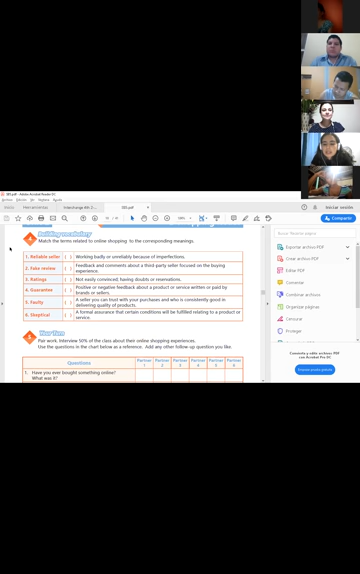 Iniciar sesión
Compartir
Building vocabulary
Match the terms related to online shopping to the corresponding meanings.
1. Reliable seller ( ) Working badly or unreliably because of imperfections.
2. Fake review ( ) Feedback and comments about a third-party seller focused on the buying experience.
3. Ratings ( ) Not easily convinced; having doubts or reservations.
4. Guarantee ( ) Positive or negative feedback about a product or service written or paid by brands or sellers.
5. Faulty ( ) A seller you can trust with your purchases and who is consistently good in delivering quality of products.
6. Skeptical ( ) A formal assurance that certain conditions will be fulfilled relating to a product or service.
Your Turn
Pair work. Interview 50% of the class about their online shopping experiences.
Use the questions in the chart below as a reference. Add any other follow-up question you like.
Questions Partner 1 Partner 2 Partner 3 Partner 4 Partner 5 Partner 6
1. Have you ever bought something online?
What was it?
Exportar archivo PDF
Crear archivo PDF
Editar PDF
Comentar
Combinar archivos
Organizar páginas
Censurar
Proteger